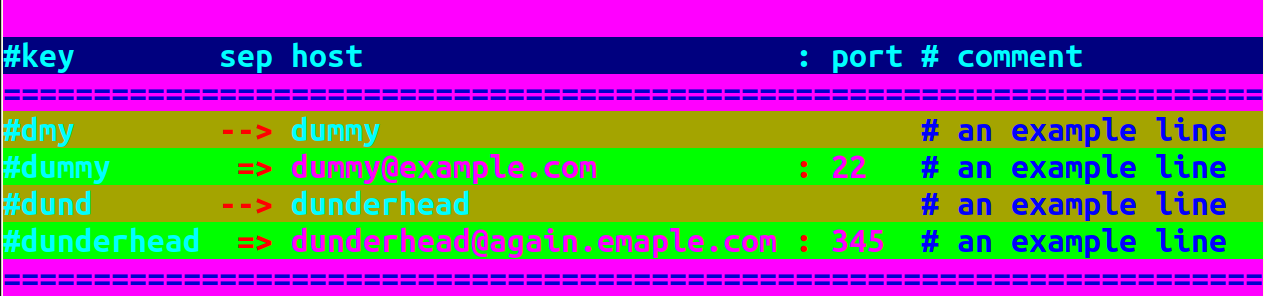 #key        sep host                        : port # comment
======================================================================
#dmy        --> dummy                              # an example line
#dummy       => dummy@example.com           : 22   # an example line
#dund       --> dunderhead                         # an example line
#dunderhead  => dunderhead@again.emaple.com : 345  # an example line
======================================================================